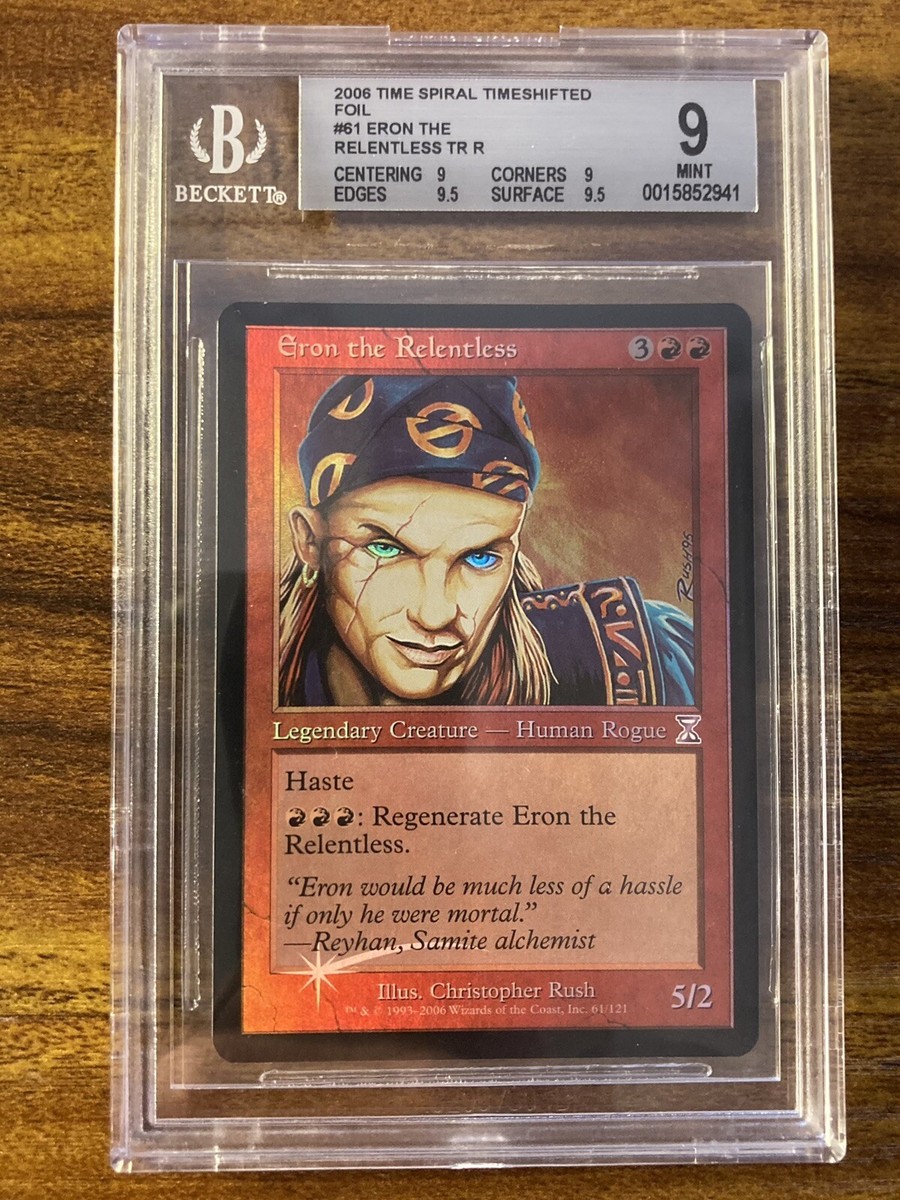 2006 TIME SPIRAL TIMESHIFTED
FOIL
#61 ERON THE
RELENTLESS TR R
CENTERING 9 CORNERS 9
EDGES 9.5 SURFACE 9.5
9
MINT
0015852941
B
BECKETT®
Eron the Relentless 3
RUSH95
Legendary Creature — Human Rogue
Haste
: Regenerate Eron the
Relentless.
“Eron would be much less of a hassle
if only he were mortal.”
—Reyhan, Samite alchemist
Illus. Christopher Rush
™ & © 1993–2006 Wizards of the Coast, Inc. 61/121
5/2